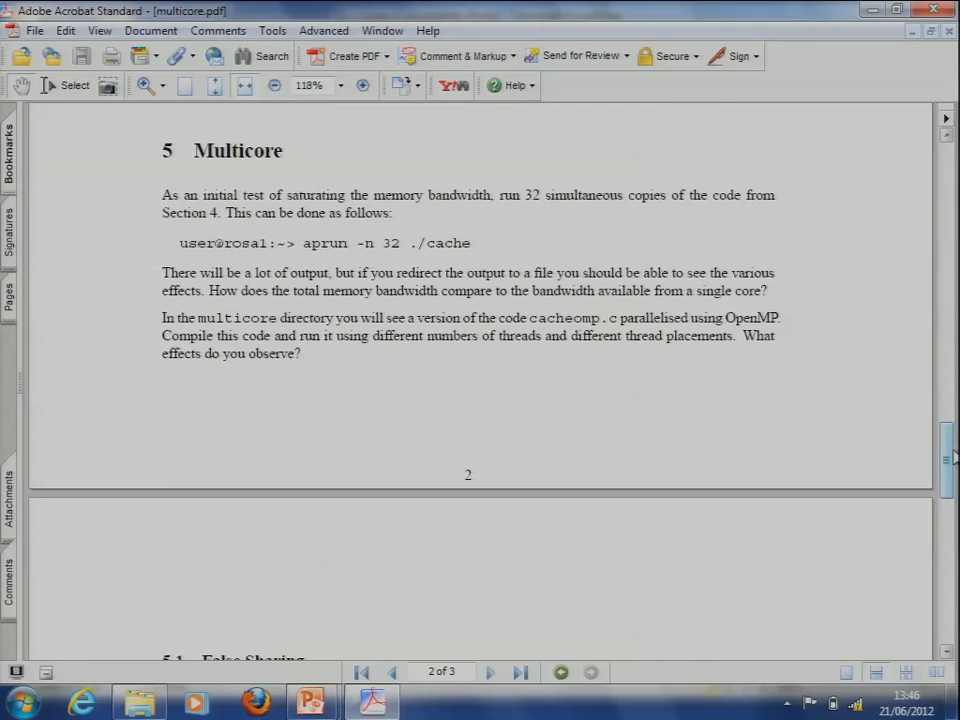 Adobe Acrobat Standard - [multicore.pdf]
File Edit View Document Comments Tools Advanced Window Help
Search Create PDF Comment & Markup Send for Review Secure Sign
Select 118% Y! Help
Bookmarks
Signatures
Pages
Attachments
Comments
5 Multicore
As an initial test of saturating the memory bandwidth, run 32 simultaneous copies of the code from
Section 4. This can be done as follows:
user@rosa1:~> aprun -n 32 ./cache
There will be a lot of output, but if you redirect the output to a file you should be able to see the various
effects. How does the total memory bandwidth compare to the bandwidth available from a single core?
In the multicore directory you will see a version of the code cacheomp.c parallelised using OpenMP.
Compile this code and run it using different numbers of threads and different thread placements. What
effects do you observe?
2
5.1 False Sharing
2 of 3
13:46
21/06/2012